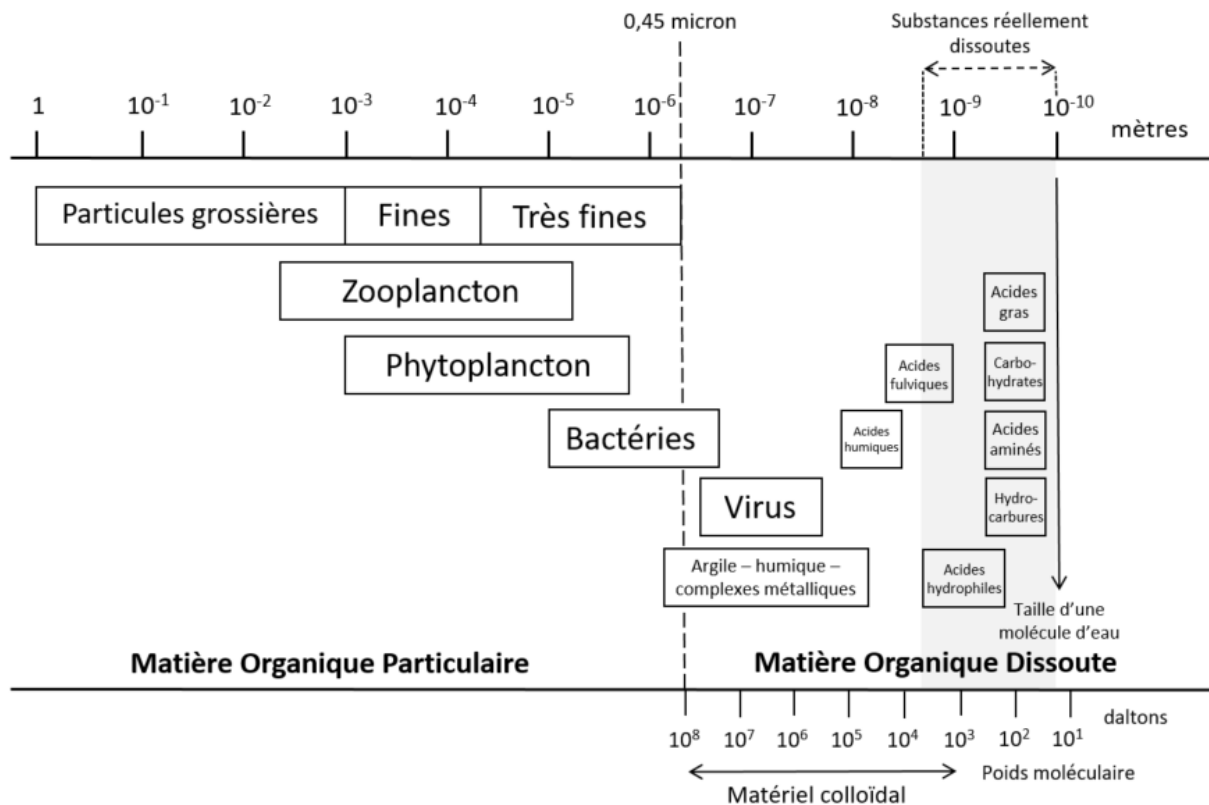 0,45 micron
Substances réellement
dissoutes
1 10⁻¹ 10⁻² 10⁻³ 10⁻⁴ 10⁻⁵ 10⁻⁶ 10⁻⁷ 10⁻⁸ 10⁻⁹ 10⁻¹⁰
mètres
Particules grossières Fines Très fines
Zooplancton
Acides
gras
Phytoplancton
Acides
fulviques
Carbo-
hydrates
Bactéries
Acides
humiques
Acides
aminés
Virus
Hydro-
carbures
Argile – humique –
complexes métalliques
Acides
hydrophiles
Taille d’une
molécule d’eau
Matière Organique Particulaire
Matière Organique Dissoute
10⁸ 10⁷ 10⁶ 10⁵ 10⁴ 10³ 10² 10¹
daltons
Matériel colloïdal
Poids moléculaire